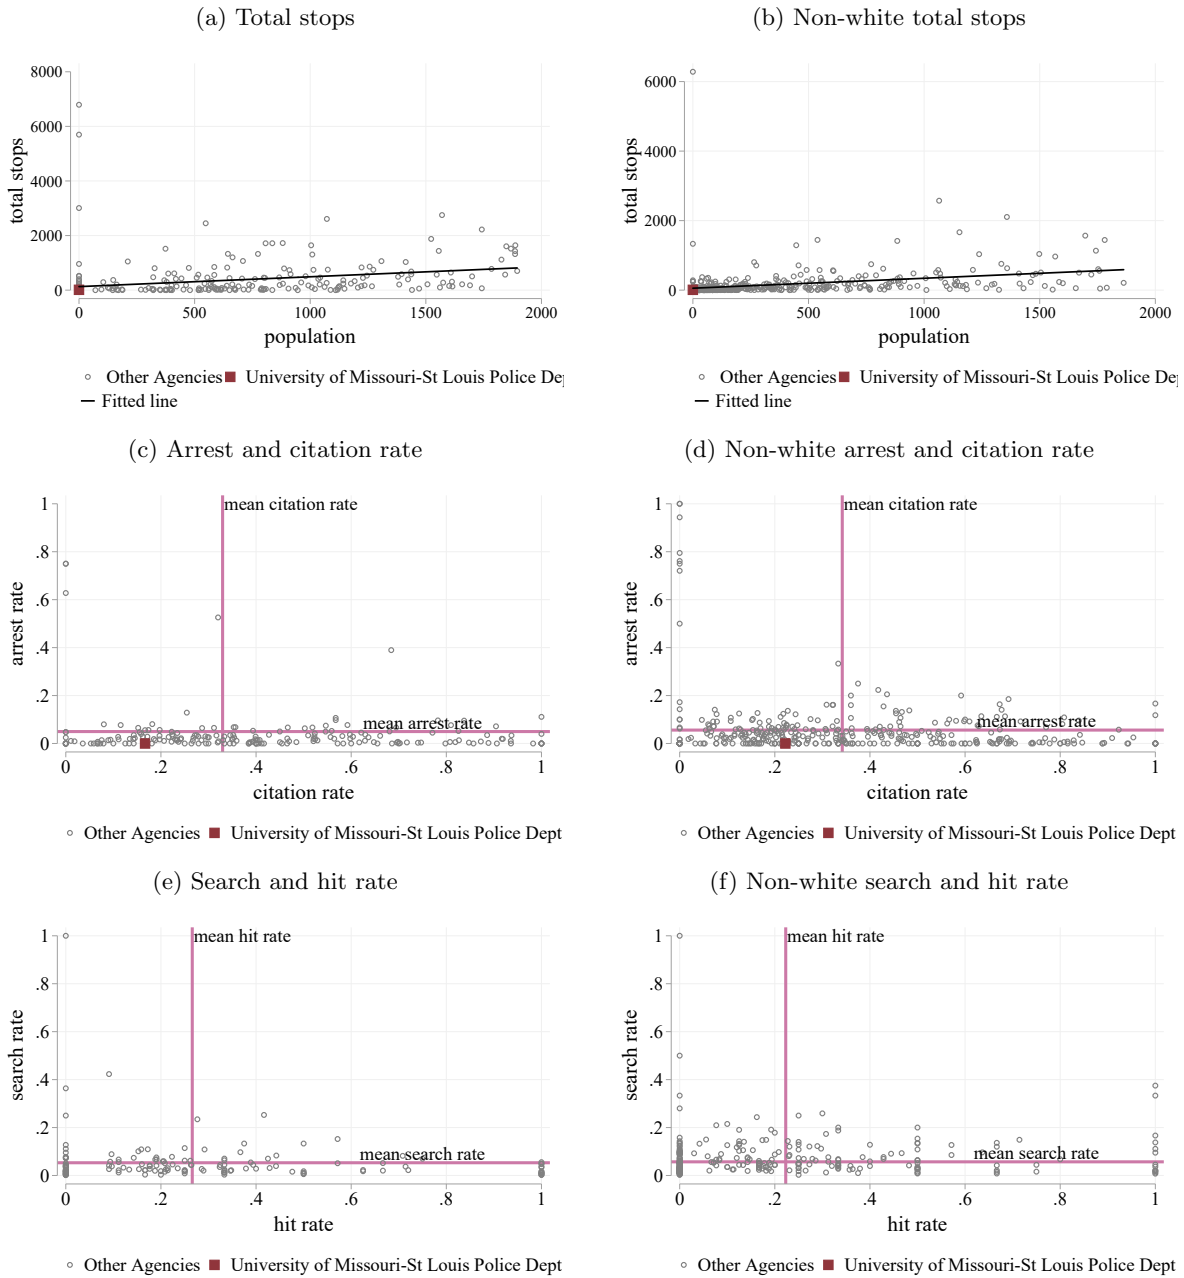 (a) Total stops
(b) Non-white total stops
8000
6000
4000
2000
0
total stops
0 500 1000 1500 2000
population
Other Agencies University of Missouri-St Louis Police Dep
Fitted line
6000
4000
2000
0
total stops
0 500 1000 1500 2000
population
Other Agencies University of Missouri-St Louis Police Dep
Fitted line
(c) Arrest and citation rate
(d) Non-white arrest and citation rate
1
.8
.6
.4
.2
0
arrest rate
mean citation rate
mean arrest rate
0 .2 .4 .6 .8 1
citation rate
Other Agencies University of Missouri-St Louis Police Dept
1
.8
.6
.4
.2
0
arrest rate
mean citation rate
mean arrest rate
0 .2 .4 .6 .8 1
citation rate
Other Agencies University of Missouri-St Louis Police Dept
(e) Search and hit rate
(f) Non-white search and hit rate
1
.8
.6
.4
.2
0
search rate
mean hit rate
mean search rate
0 .2 .4 .6 .8 1
hit rate
Other Agencies University of Missouri-St Louis Police Dept
1
.8
.6
.4
.2
0
search rate
mean hit rate
mean search rate
0 .2 .4 .6 .8 1
hit rate
Other Agencies University of Missouri-St Louis Police Dept